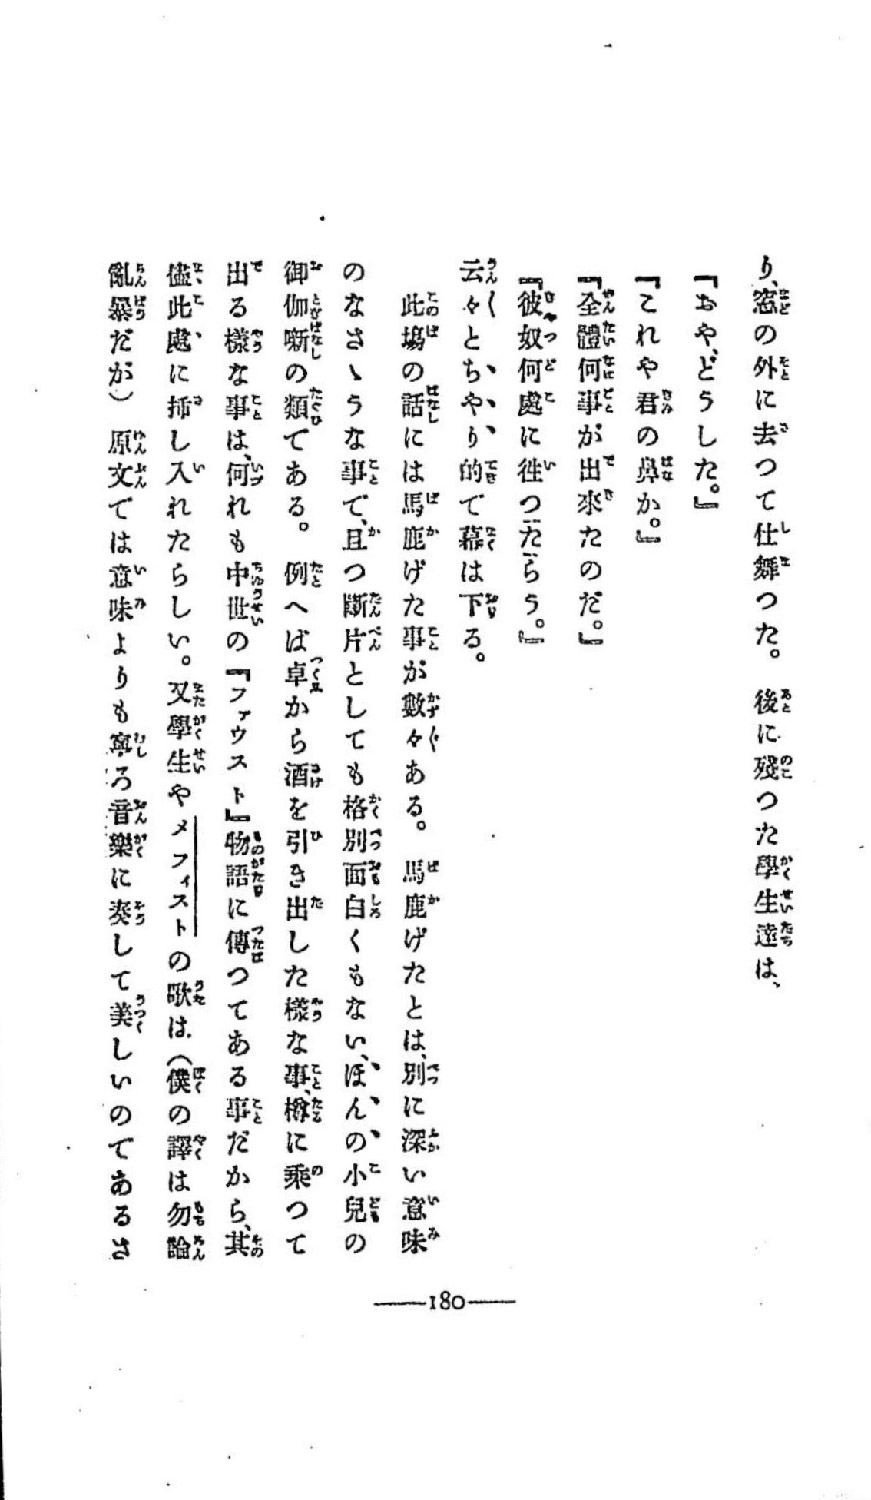 り、窓の外に去つて仕舞つた。後に殘つた學生達は、
『おや、どうした。』
『これや君の鼻か。』
『全體何事が出來たのだ。』
『彼奴何處に徃つたらう。』
云々とちやり的で幕は下る。
此塲の話には馬鹿げた事が數々ある。馬鹿げたとは、別に深い意味
のなさゝうな事で、且つ斷片としても格別面白くもない、ほんの小兒の
御伽噺の類である。例へば卓から酒を引き出した樣な事、樽に乘つて
出る樣な事は、何れも中世の『ファウスト』物語に傳つてある事だから、其
儘此處に挿し入れたらしい。又學生やメフィストの歌は（僕の譯は勿論
亂暴だが）原文では意味よりも寧ろ音樂に奏して美しいのであるさ
180